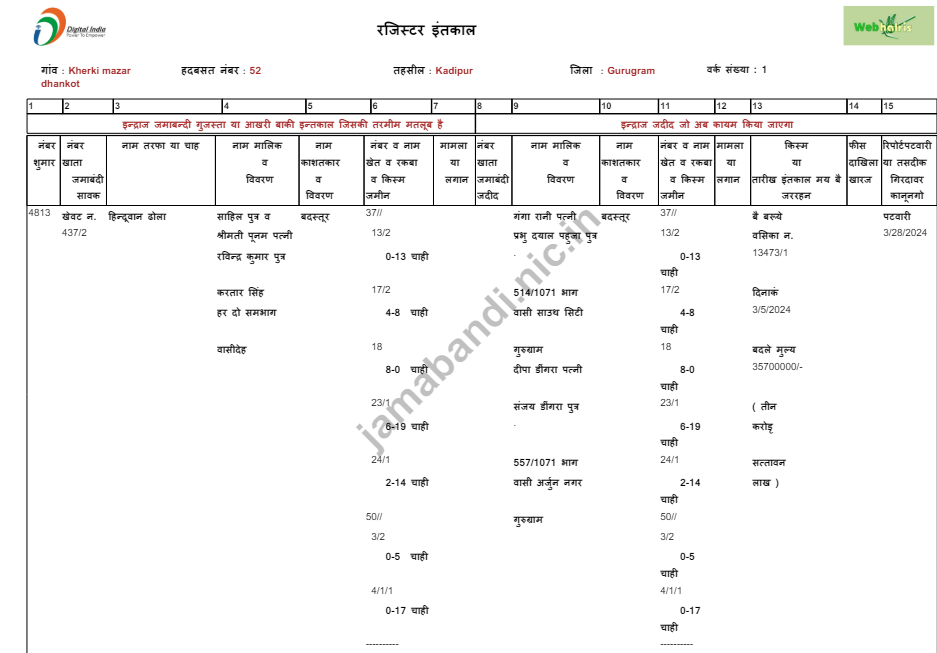 Digital India
Power To Empower
रजिस्टर इंतकाल
Web halris
गांव : Kherki mazar dhankot
हदबसत नंबर : 52
तहसील : Kadipur
जिला : Gurugram
वर्क संख्या : 1
1 2 3 4 5 6 7 8 9 10 11 12 13 14 15
इन्द्राज जमाबन्दी गुजस्ता या आखरी बाकी इन्तकाल जिसकी तरमीम मतलूब है
इन्द्राज जदीद जो अब कायम किया जाएगा
नंबर शुमार
नंबर खाता जमाबंदी सावक
नाम तरफा या चाह
नाम मालिक व विवरण
नाम काशतकार व विवरण
नंबर व नाम खेत व रकबा व किस्म जमीन
मामला या लगान
नंबर खाता जमाबंदी जदीद
नाम मालिक व विवरण
नाम काशतकार व विवरण
नंबर व नाम खेत व रकबा व किस्म जमीन
मामला या लगान
किस्म या तारीख इंतकाल मय बै जररहन
फीस दाखिला खारज
रिपोर्टपटवारी या तसदीक गिरदावर कानूनगो
4813 खेवट न. हिन्दूवान ढोला साहिल पुत्र व बदस्तूर 37// गंगा रानी पत्नी बदस्तूर 37// बै बरुये पटवारी
437/2 श्रीमती पूनम पत्नी 13/2 प्रभु दयाल पहुजा पुत्र 13/2 वसिका न. 3/28/2024
रविन्द्र कुमार पुत्र 0-13 चाही . 0-13 13473/1
चाही
करतार सिंह 17/2 514/1071 भाग 17/2 दिनाकं
हर दो समभाग 4-8 चाही वासी साउथ सिटी 4-8 3/5/2024
चाही
वासीदेह 18 गुरुग्राम 18 बदले मुल्य
8-0 चाही दीपा डींगरा पत्नी 8-0 35700000/-
चाही
23/1 संजय डींगरा पुत्र 23/1 ( तीन
6-19 चाही . 6-19 करोड़
चाही
24/1 557/1071 भाग 24/1 सत्तावन
2-14 चाही वासी अर्जुन नगर 2-14 लाख )
चाही
50// गुरुग्राम 50//
3/2 3/2
0-5 चाही 0-5
चाही
4/1/1 4/1/1
0-17 चाही 0-17
चाही
---------- ----------
jamabandi.nic.in